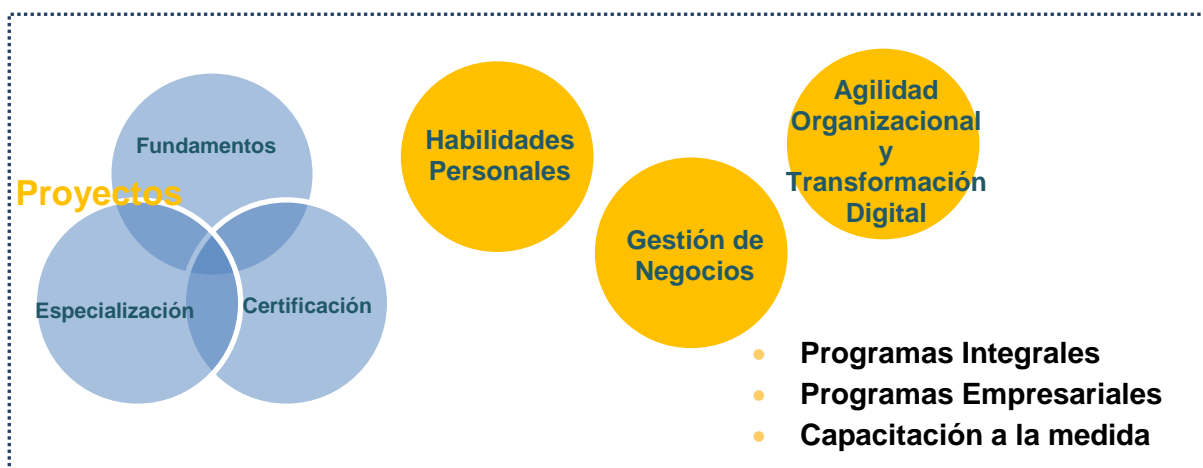 Proyectos
Fundamentos
Especialización
Certificación
Habilidades
Personales
Gestión de
Negocios
Agilidad
Organizacional
y
Transformación
Digital
Programas Integrales
Programas Empresariales
Capacitación a la medida